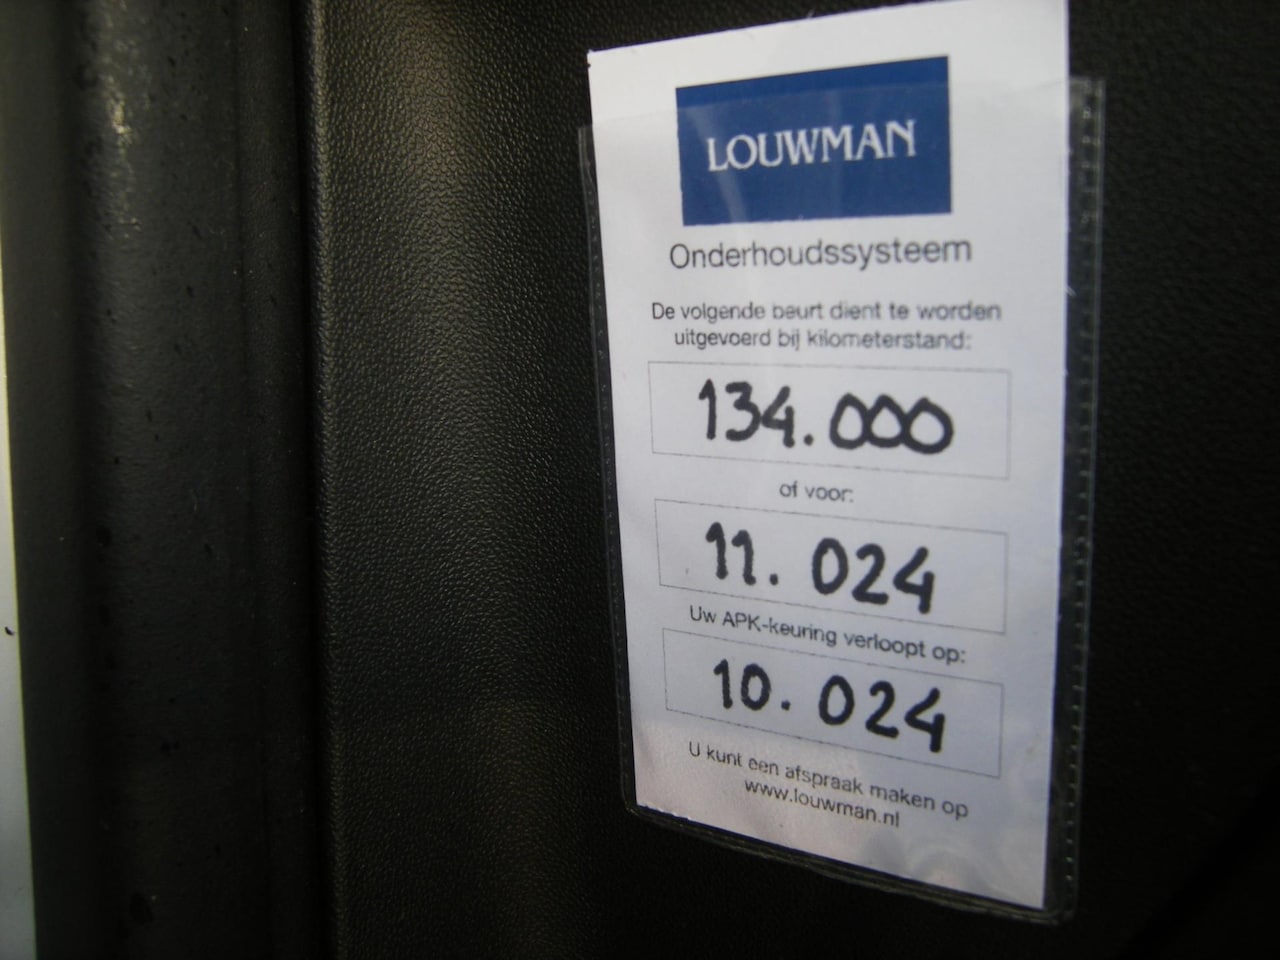 LOUWMAN
Onderhoudssysteem
De volgende beurt dient te worden
uitgevoerd bij kilometerstand:
134.000
of voor:
11. 024
Uw APK-keuring verloopt op:
10. 024
U kunt een afspraak maken op
www.louwman.nl